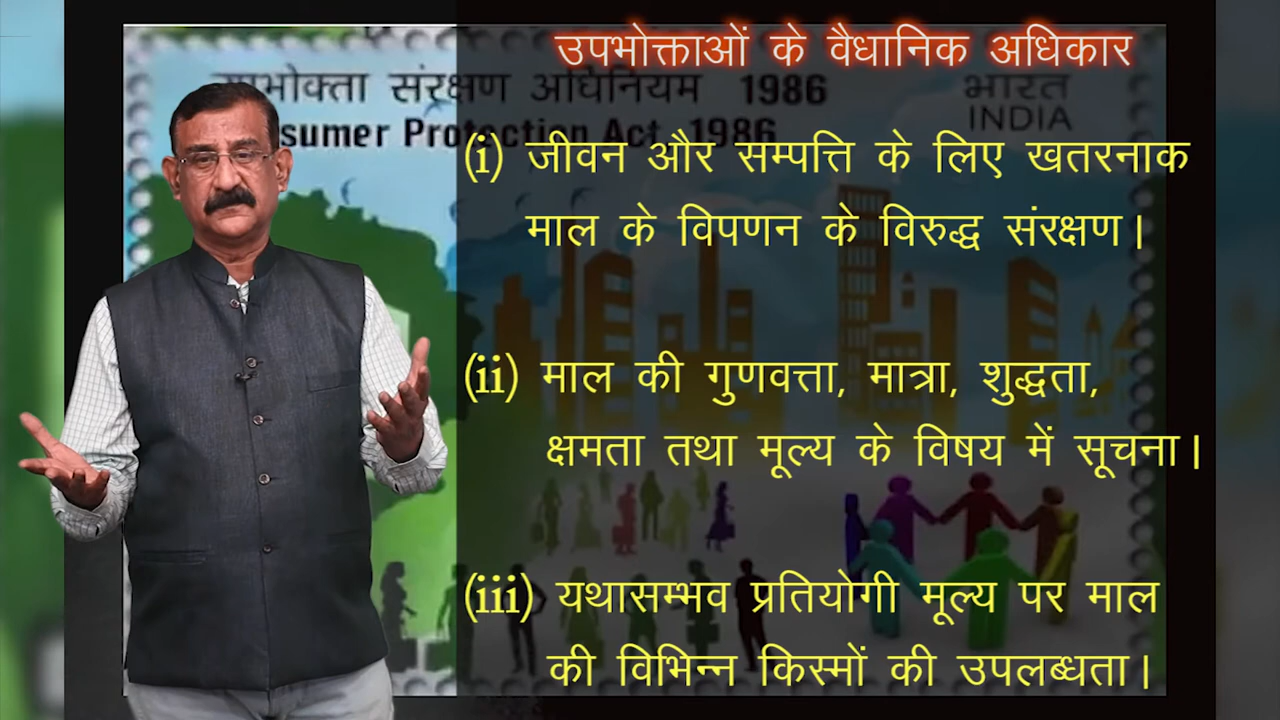 उपभोक्ताओं के वैधानिक अधिकार
संरक्षण अधिनियम 1986
भारत
INDIA
Protection Act, 1986
(i) जीवन और सम्पत्ति के लिए खतरनाक
माल के विपणन के विरुद्ध संरक्षण।
(ii) माल की गुणवत्ता, मात्रा, शुद्धता,
क्षमता तथा मूल्य के विषय में सूचना।
(iii) यथासम्भव प्रतियोगी मूल्य पर माल
की विभिन्न किस्मों की उपलब्धता।